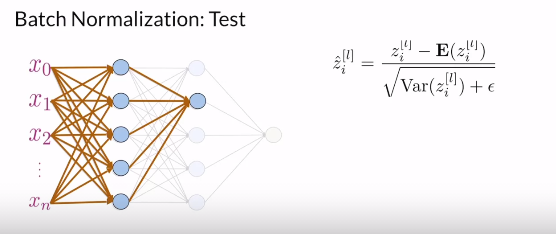 Batch Normalization: Test
x₀
x₁
x₂
⋮
xₙ
ẑᵢ^[l] = (zᵢ^[l] − E(zᵢ^[l])) / √(Var(zᵢ^[l]) + ϵ)